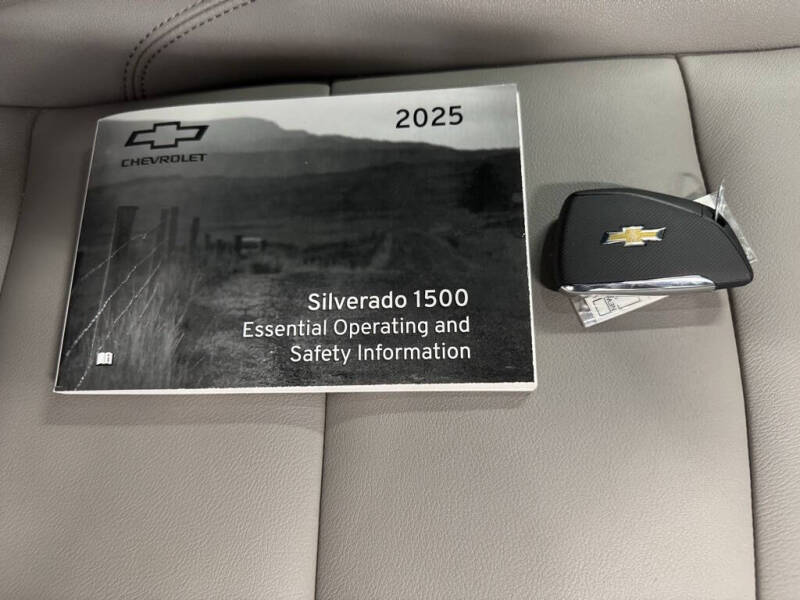 2025
CHEVROLET
Silverado 1500
Essential Operating and
Safety Information